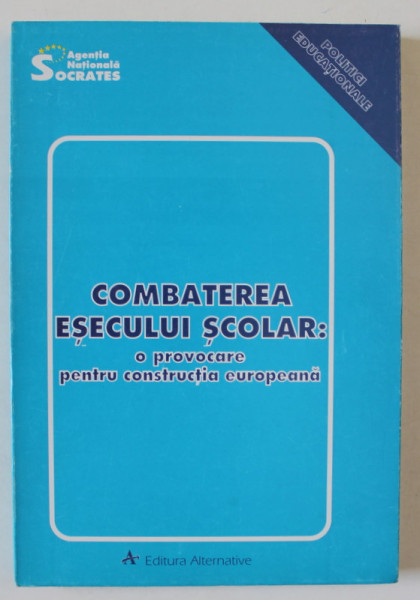 Agenția
Națională
SOCRATES
POLITICI
EDUCAȚIONALE
COMBATEREA
EȘECULUI ȘCOLAR:
o provocare
pentru construcția europeană
A Editura Alternative